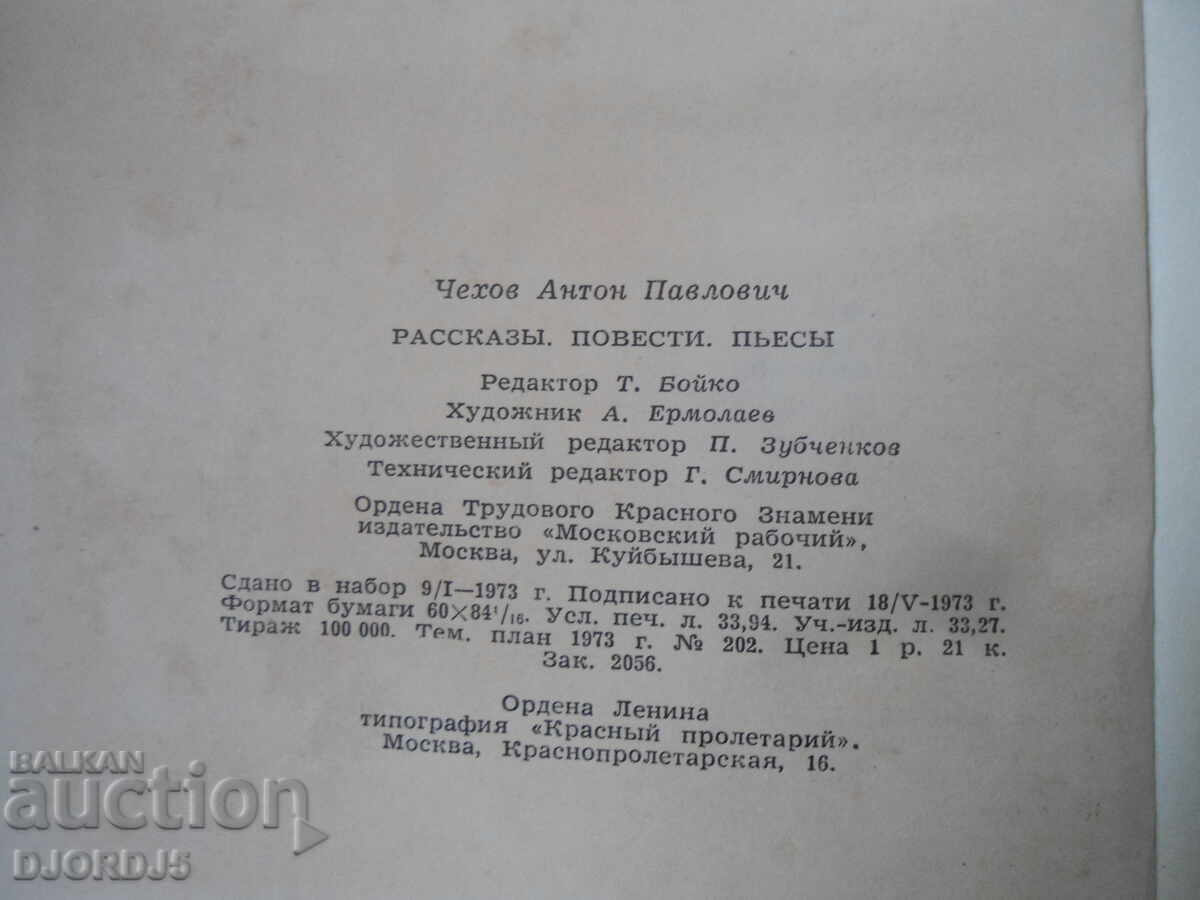 Чехов Антон Павлович
РАССКАЗЫ. ПОВЕСТИ. ПЬЕСЫ
Редактор Т. Бойко
Художник А. Ермолаев
Художественный редактор П. Зубченков
Технический редактор Г. Смирнова
Ордена Трудового Красного Знамени
издательство «Московский рабочий»,
Москва, ул. Куйбышева, 21.
Сдано в набор 9/I—1973 г. Подписано к печати 18/V-1973 г.
Формат бумаги 60×84¹/₁₆. Усл. печ. л. 33,94. Уч.-изд. л. 33,27.
Тираж 100 000. Тем. план 1973 г. № 202. Цена 1 р. 21 к.
Зак. 2056.
Ордена Ленина
типография «Красный пролетарий».
Москва, Краснопролетарская, 16.
BALKAN
auction
DJORDJ5